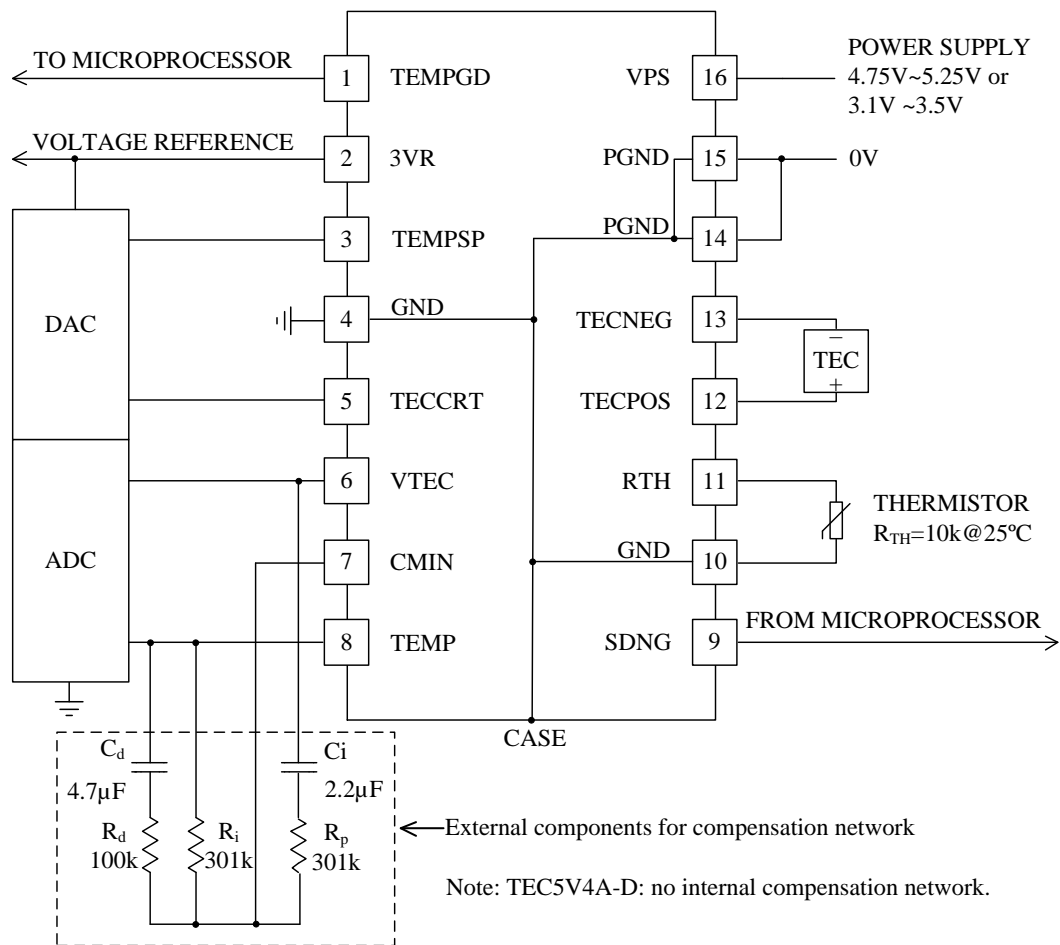 TO MICROPROCESSOR
1
TEMPGD
VPS
16
POWER SUPPLY
4.75V~5.25V or
3.1V ~3.5V
VOLTAGE REFERENCE
2
3VR
PGND
15
0V
3
TEMPSP
PGND
14
DAC
4
GND
TECNEG
13
−
TEC
+
5
TECCRT
TECPOS
12
6
VTEC
RTH
11
THERMISTOR
RTH=10k@25ºC
ADC
7
CMIN
GND
10
8
TEMP
SDNG
9
FROM MICROPROCESSOR
CASE
Cd
4.7µF
Ci
2.2µF
Rd
100k
Ri
301k
Rp
301k
External components for compensation network
Note: TEC5V4A-D: no internal compensation network.